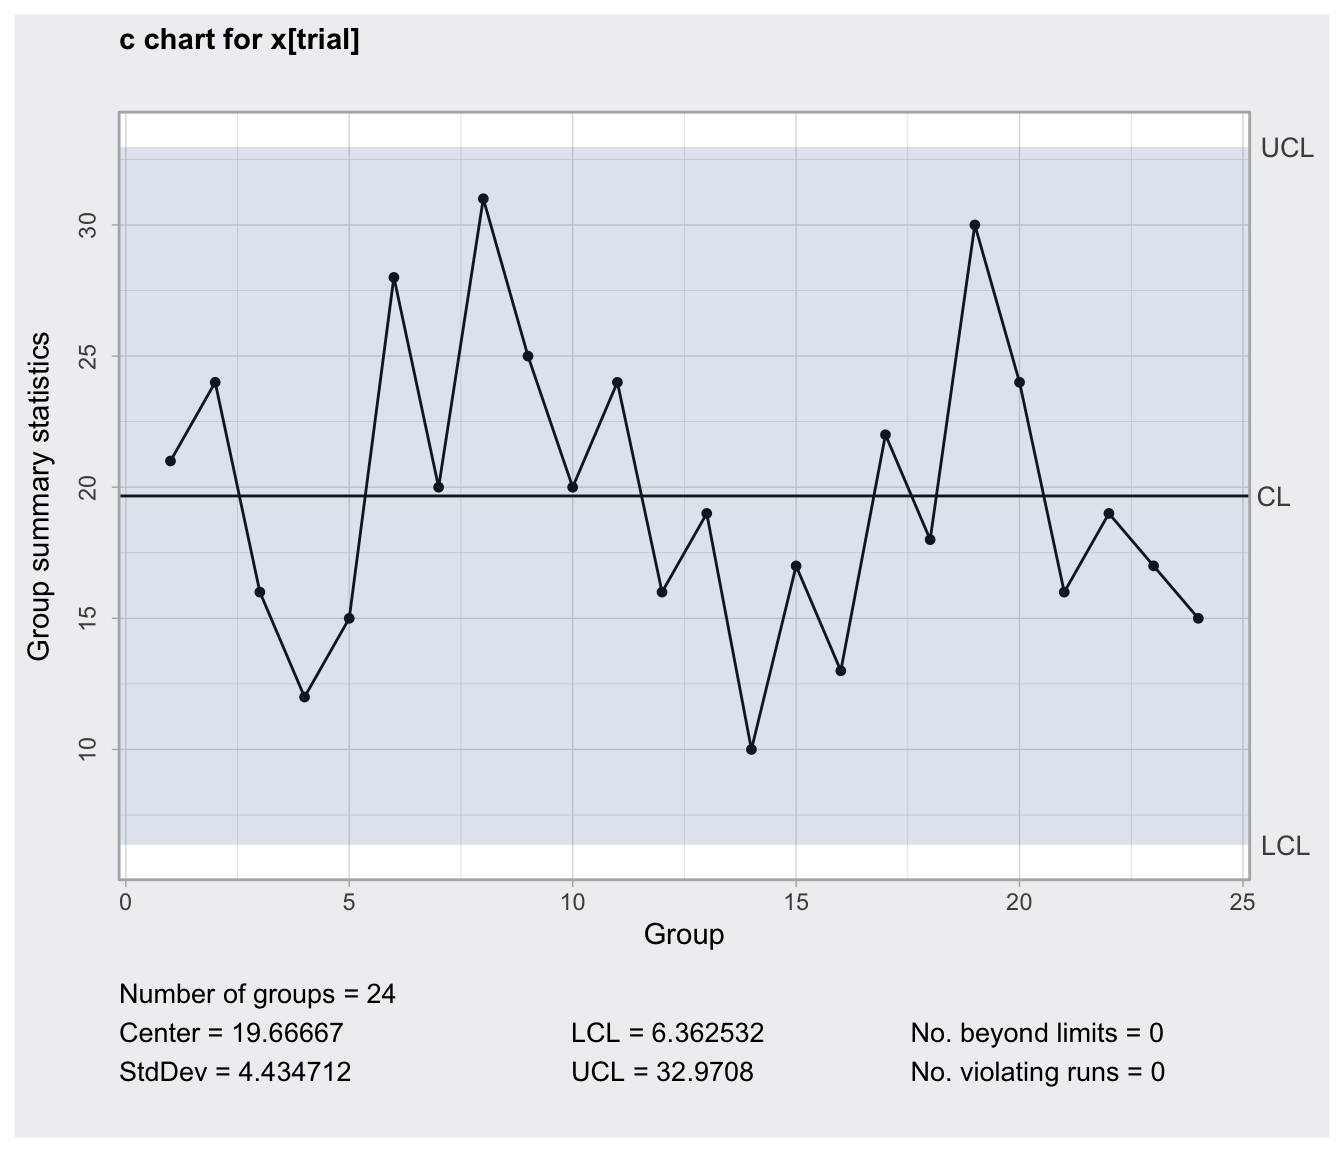 c chart for x[trial]
UCL
30
25
20
CL
15
10
LCL
Group summary statistics
0 5 10 15 20 25
Group
Number of groups = 24
Center = 19.66667 LCL = 6.362532 No. beyond limits = 0
StdDev = 4.434712 UCL = 32.9708 No. violating runs = 0